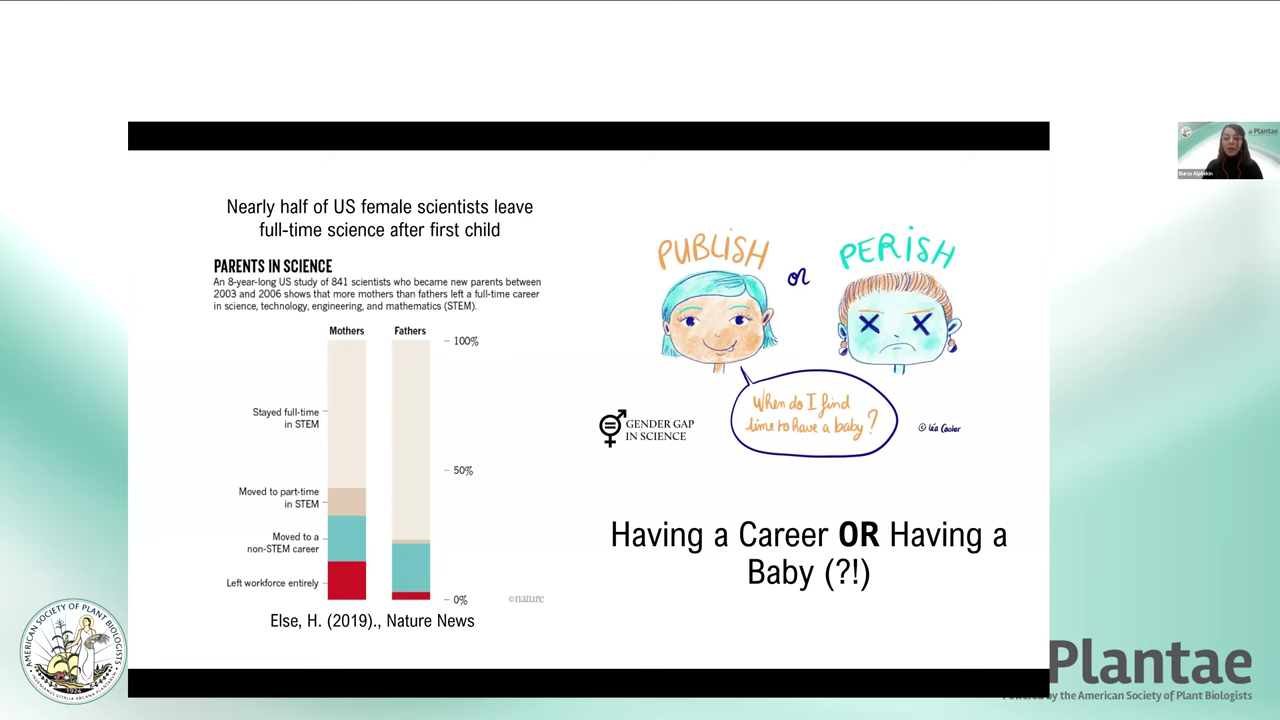 Nearly half of US female scientists leave
full-time science after first child
PARENTS IN SCIENCE
An 8-year-long US study of 841 scientists who became new parents between
2003 and 2006 shows that more mothers than fathers left a full-time career
in science, technology, engineering, and mathematics (STEM).
Mothers
Fathers
100%
50%
0%
Stayed full-time
in STEM
Moved to part-time
in STEM
Moved to a
non-STEM career
Left workforce entirely
©nature
Else, H. (2019)., Nature News
PUBLISH
or
PERISH
When do I find
time to have a baby?
GENDER GAP
IN SCIENCE
Having a Career OR Having a
Baby (?!)
Plantae
Burcu Alptekin
AMERICAN SOCIETY OF PLANT BIOLOGISTS
1924
Plantae
by the American Society of Plant Biologists